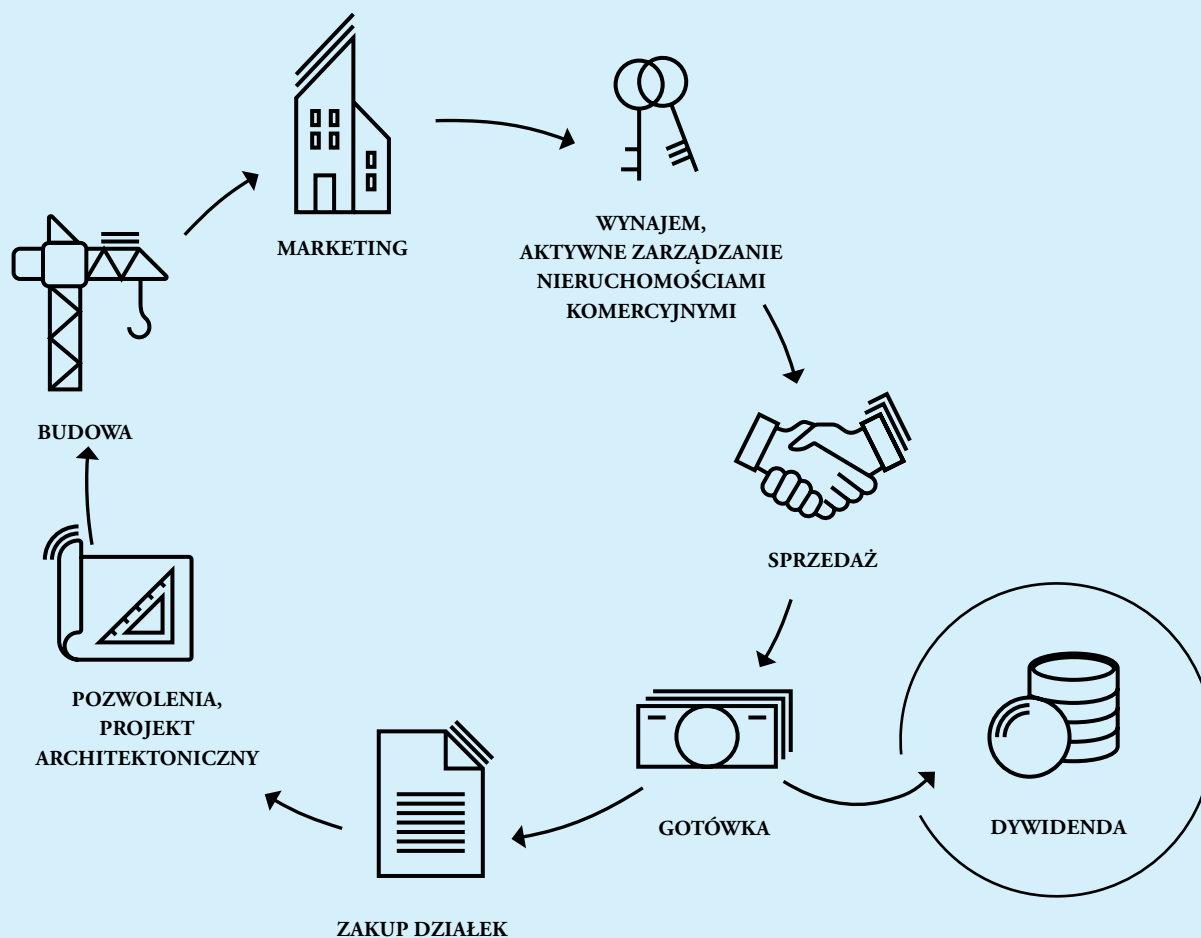 MARKETING
WYNAJEM,
AKTYWNE ZARZĄDZANIE
NIERUCHOMOŚCIAMI
KOMERCYJNYMI
BUDOWA
SPRZEDAŻ
POZWOLENIA,
PROJEKT
ARCHITEKTONICZNY
GOTÓWKA
DYWIDENDA
ZAKUP DZIAŁEK